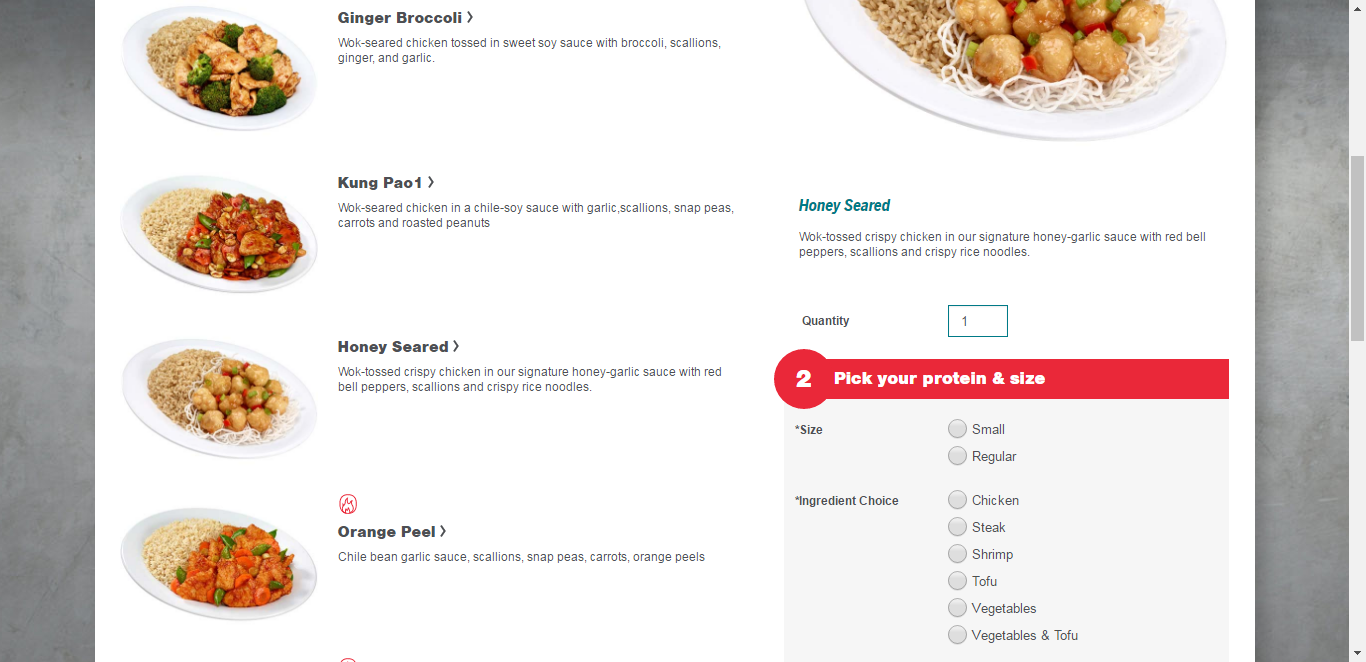 Ginger Broccoli >
Wok-seared chicken tossed in sweet soy sauce with broccoli, scallions,
ginger, and garlic.
Kung Pao1 >
Wok-seared chicken in a chile-soy sauce with garlic,scallions, snap peas,
carrots and roasted peanuts
Honey Seared >
Wok-tossed crispy chicken in our signature honey-garlic sauce with red
bell peppers, scallions and crispy rice noodles.
Orange Peel >
Chile bean garlic sauce, scallions, snap peas, carrots, orange peels
Honey Seared
Wok-tossed crispy chicken in our signature honey-garlic sauce with red bell
peppers, scallions and crispy rice noodles.
Quantity 1
2 Pick your protein & size
*Size Small
Regular
*Ingredient Choice Chicken
Steak
Shrimp
Tofu
Vegetables
Vegetables & Tofu